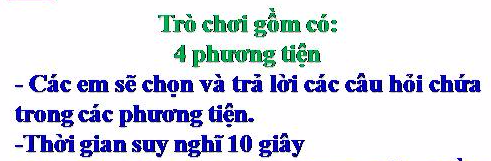 Trò chơi gồm có:
4 phương tiện
- Các em sẽ chọn và trả lời các câu hỏi chứa
trong các phương tiện.
-Thời gian suy nghĩ 10 giây